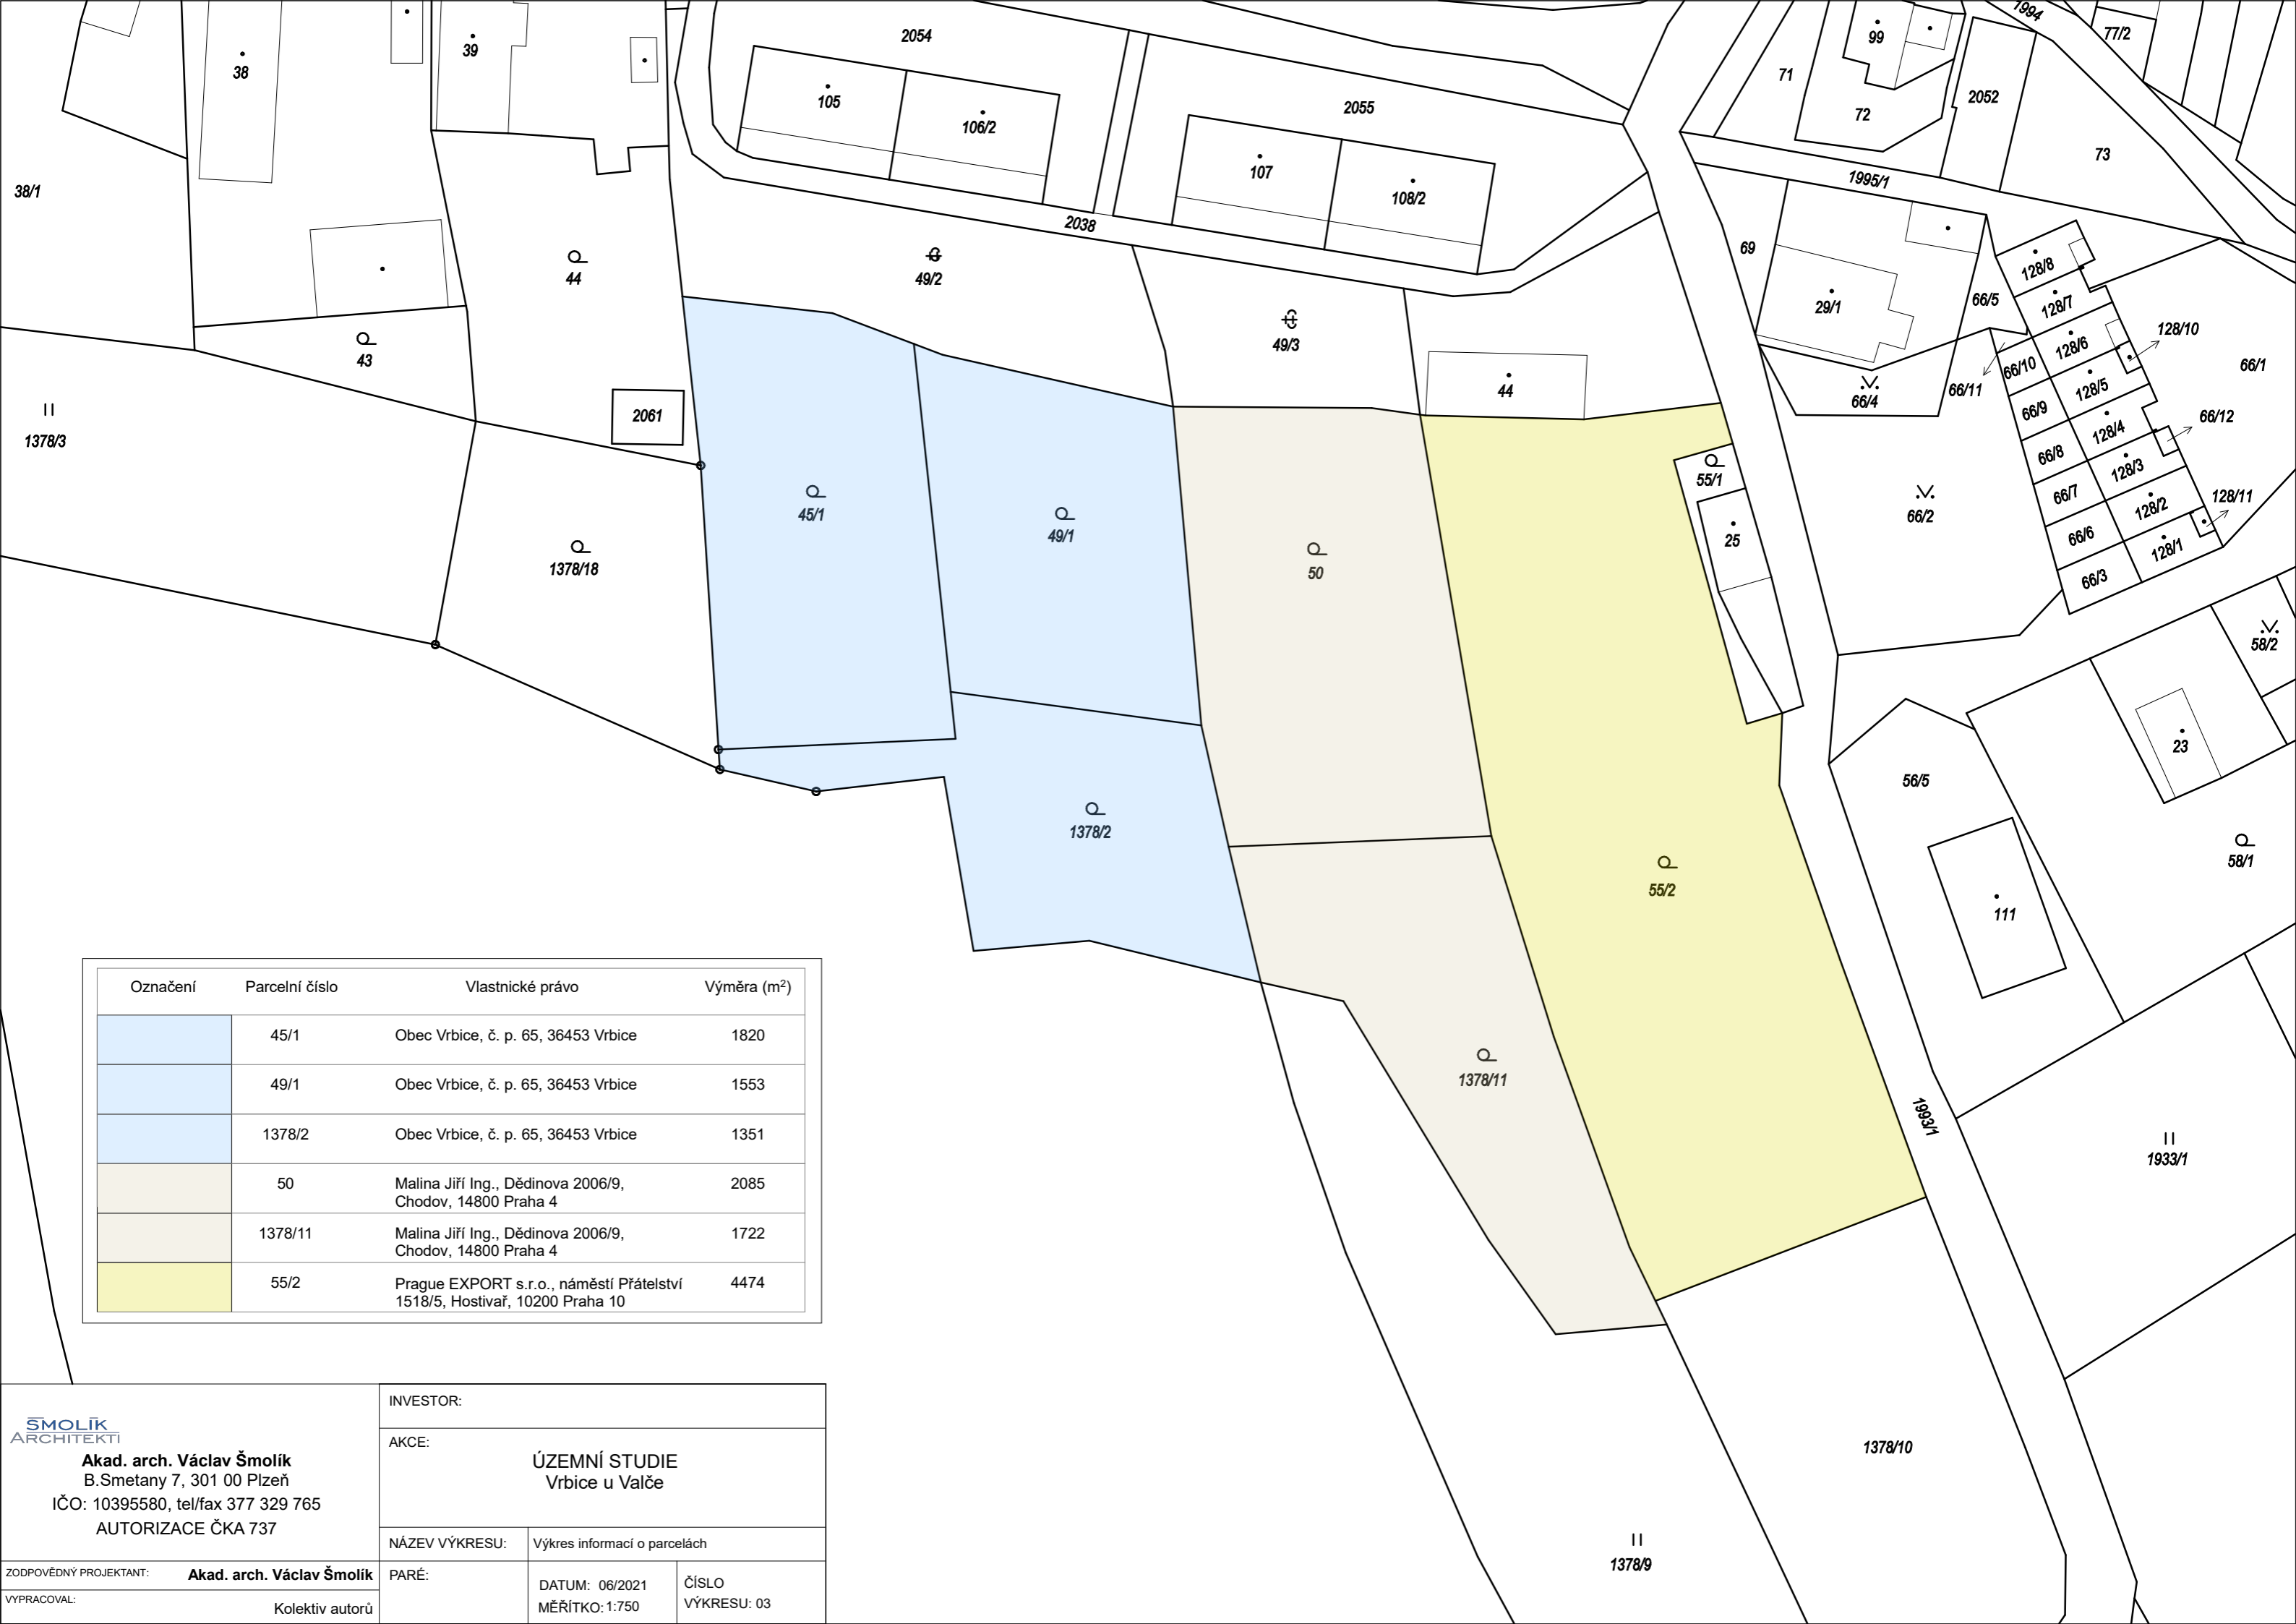 38
39
2054
105
106/2
2055
107
108/2
2038
99
71
72
2052
73
1994
77/2
1995/1
69
38/1
44
43
49/2
49/3
44
29/1
66/5
128/8
128/7
128/6
128/5
128/4
128/3
128/2
128/1
128/10
66/1
66/12
128/11
66/11
66/10
66/9
66/8
66/7
66/6
66/3
66/4
66/2
1378/3
2061
45/1
49/1
50
55/1
25
1378/18
58/2
23
56/5
58/1
111
1378/2
55/2
1378/11
1993/1
1933/1
1378/10
1378/9
Označení Parcelní číslo Vlastnické právo Výměra (m²)
45/1 Obec Vrbice, č. p. 65, 36453 Vrbice 1820
49/1 Obec Vrbice, č. p. 65, 36453 Vrbice 1553
1378/2 Obec Vrbice, č. p. 65, 36453 Vrbice 1351
50 Malina Jiří Ing., Dědinova 2006/9, 2085
Chodov, 14800 Praha 4
1378/11 Malina Jiří Ing., Dědinova 2006/9, 1722
Chodov, 14800 Praha 4
55/2 Prague EXPORT s.r.o., náměstí Přátelství 4474
1518/5, Hostivař, 10200 Praha 10
ŠMOLÍK
ARCHITEKTI
Akad. arch. Václav Šmolík
B.Smetany 7, 301 00 Plzeň
IČO: 10395580, tel/fax 377 329 765
AUTORIZACE ČKA 737
ZODPOVĚDNÝ PROJEKTANT: Akad. arch. Václav Šmolík
VYPRACOVAL: Kolektiv autorů
INVESTOR:
AKCE:
ÚZEMNÍ STUDIE
Vrbice u Valče
NÁZEV VÝKRESU: Výkres informací o parcelách
PARÉ:
DATUM: 06/2021
MĚŘÍTKO: 1:750
ČÍSLO
VÝKRESU: 03